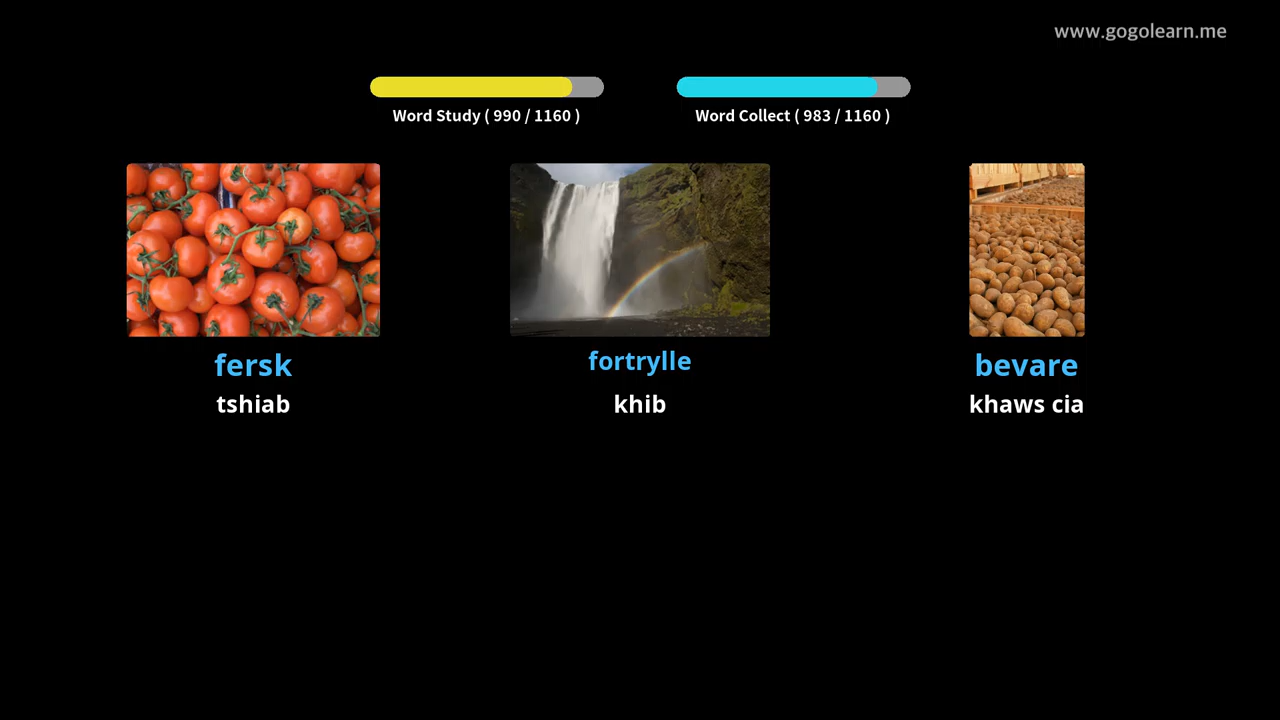 www.gogolearn.me
Word Study ( 990 / 1160 )
Word Collect ( 983 / 1160 )
fersk
tshiab
fortrylle
khib
bevare
khaws cia